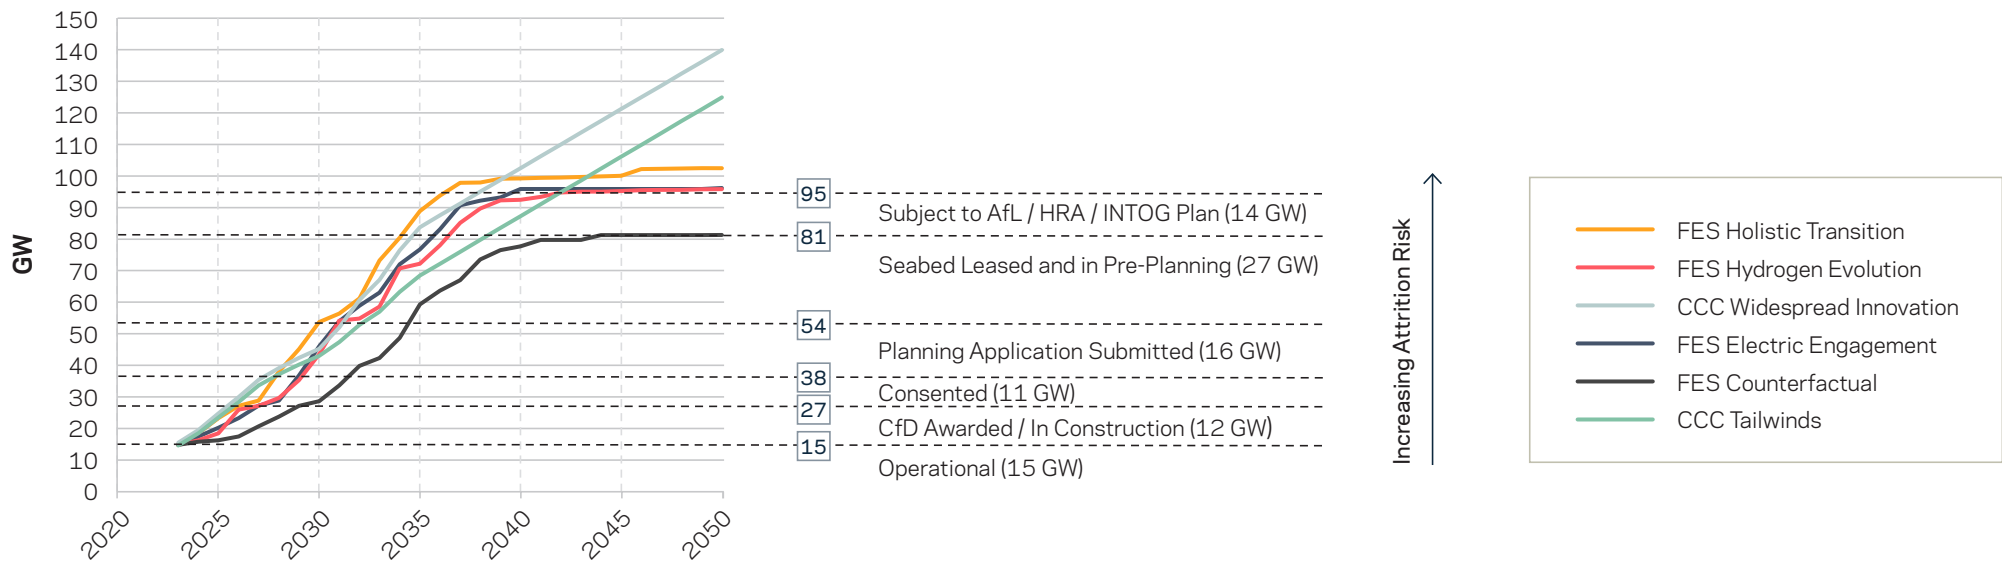 GW
150
140
130
120
110
100
90
80
70
60
50
40
30
20
10
0
2020
2025
2030
2035
2040
2045
2050
95
Subject to AfL / HRA / INTOG Plan (14 GW)
81
Seabed Leased and in Pre-Planning (27 GW)
54
Planning Application Submitted (16 GW)
38
Consented (11 GW)
27
CfD Awarded / In Construction (12 GW)
15
Operational (15 GW)
Increasing Attrition Risk
FES Holistic Transition
FES Hydrogen Evolution
CCC Widespread Innovation
FES Electric Engagement
FES Counterfactual
CCC Tailwinds